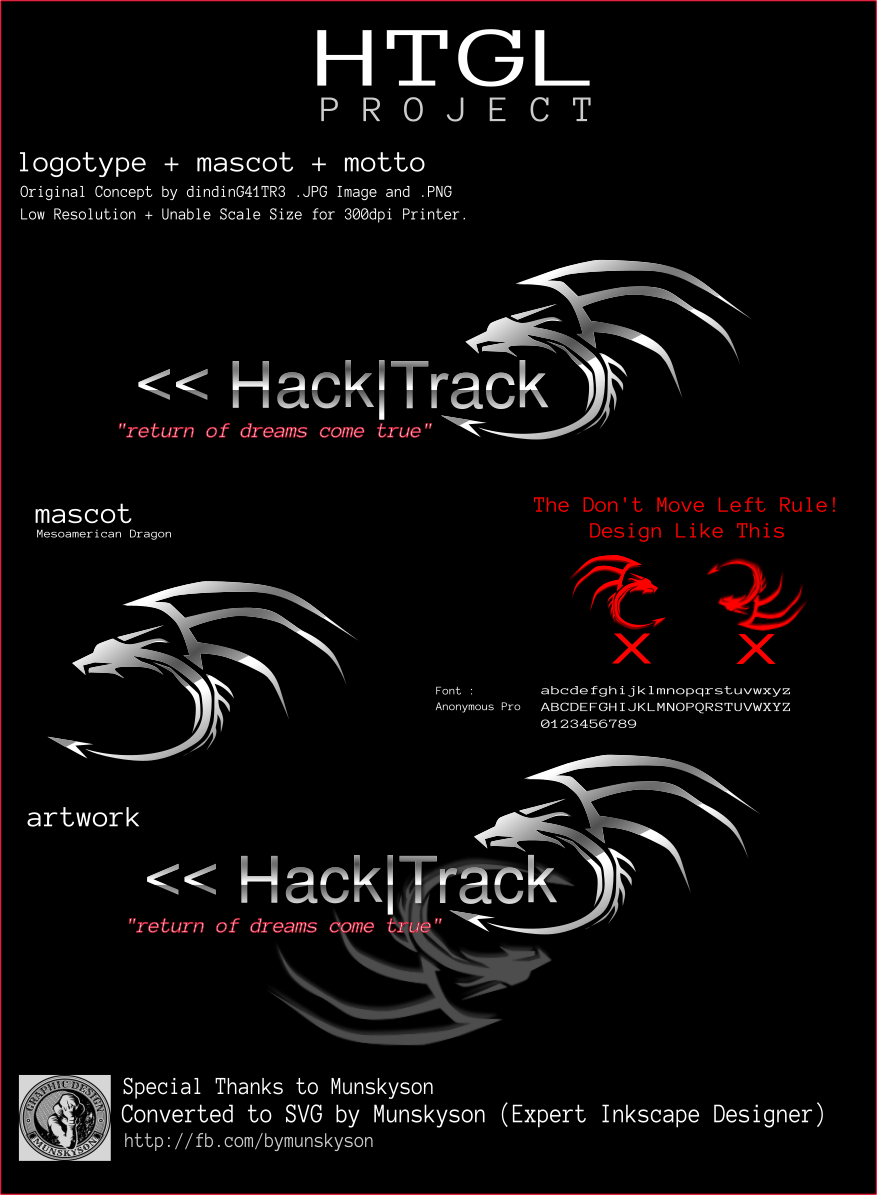 HTGL
PROJECT
logotype + mascot + motto
Original Concept by dindinG41TR3 .JPG Image and .PNG
Low Resolution + Unable Scale Size for 300dpi Printer.
<< Hack|Track
"return of dreams come true"
mascot
Mesoamerican Dragon
The Don't Move Left Rule!
Design Like This
X X
Font :
Anonymous Pro
abcdefghijklmnopqrstuvwxyz
ABCDEFGHIJKLMNOPQRSTUVWXYZ
0123456789
artwork
<< Hack|Track
"return of dreams come true"
GRAPHIC DESIGN
MUNSKYSON
Special Thanks to Munskyson
Converted to SVG by Munskyson (Expert Inkscape Designer)
http://fb.com/bymunskyson